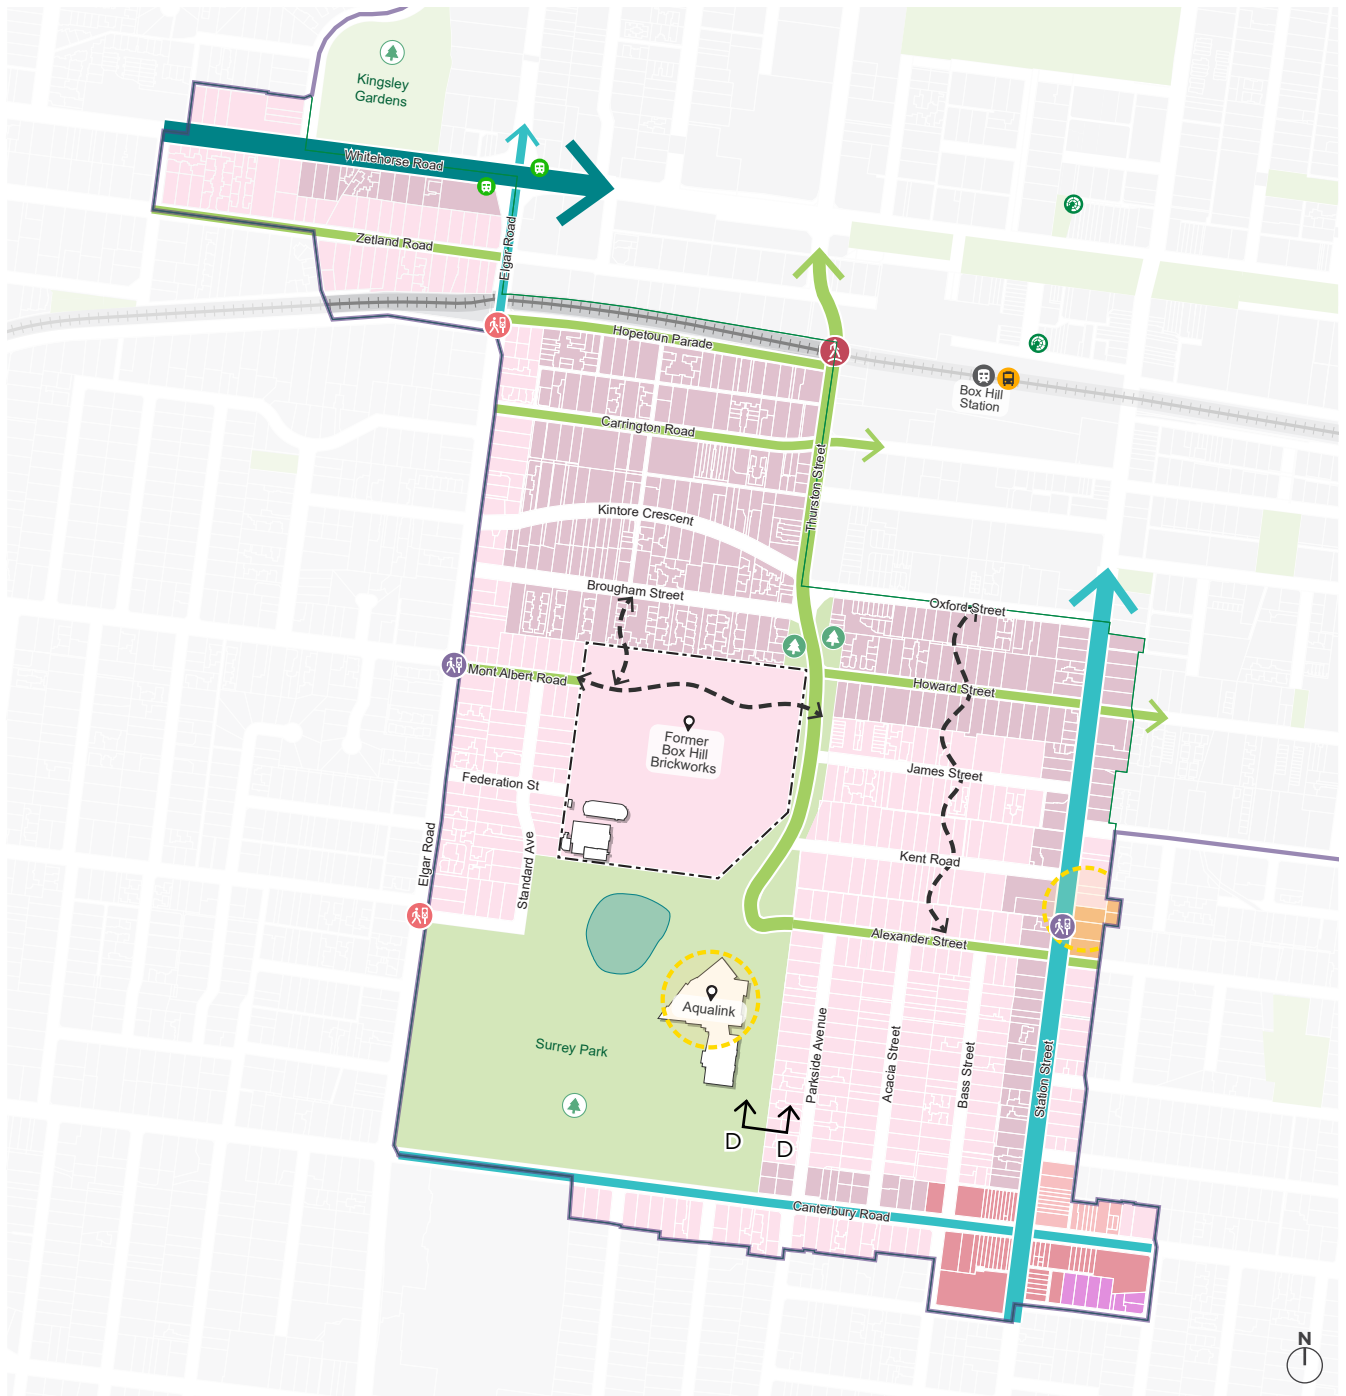 Kingsley
Gardens
Whitehorse Road
Zetland Road
Elgar Road
Hopetoun Parade
Box Hill
Station
Carrington Road
Thurston Street
Kintore Crescent
Brougham Street
Oxford Street
Mont Albert Road
Howard Street
Former
Box Hill
Brickworks
James Street
Federation St
Kent Road
Elgar Road
Standard Ave
Alexander Street
Aqualink
Surrey Park
Parkside Avenue
Acacia Street
Bass Street
Station Street
D
D
Canterbury Road
N